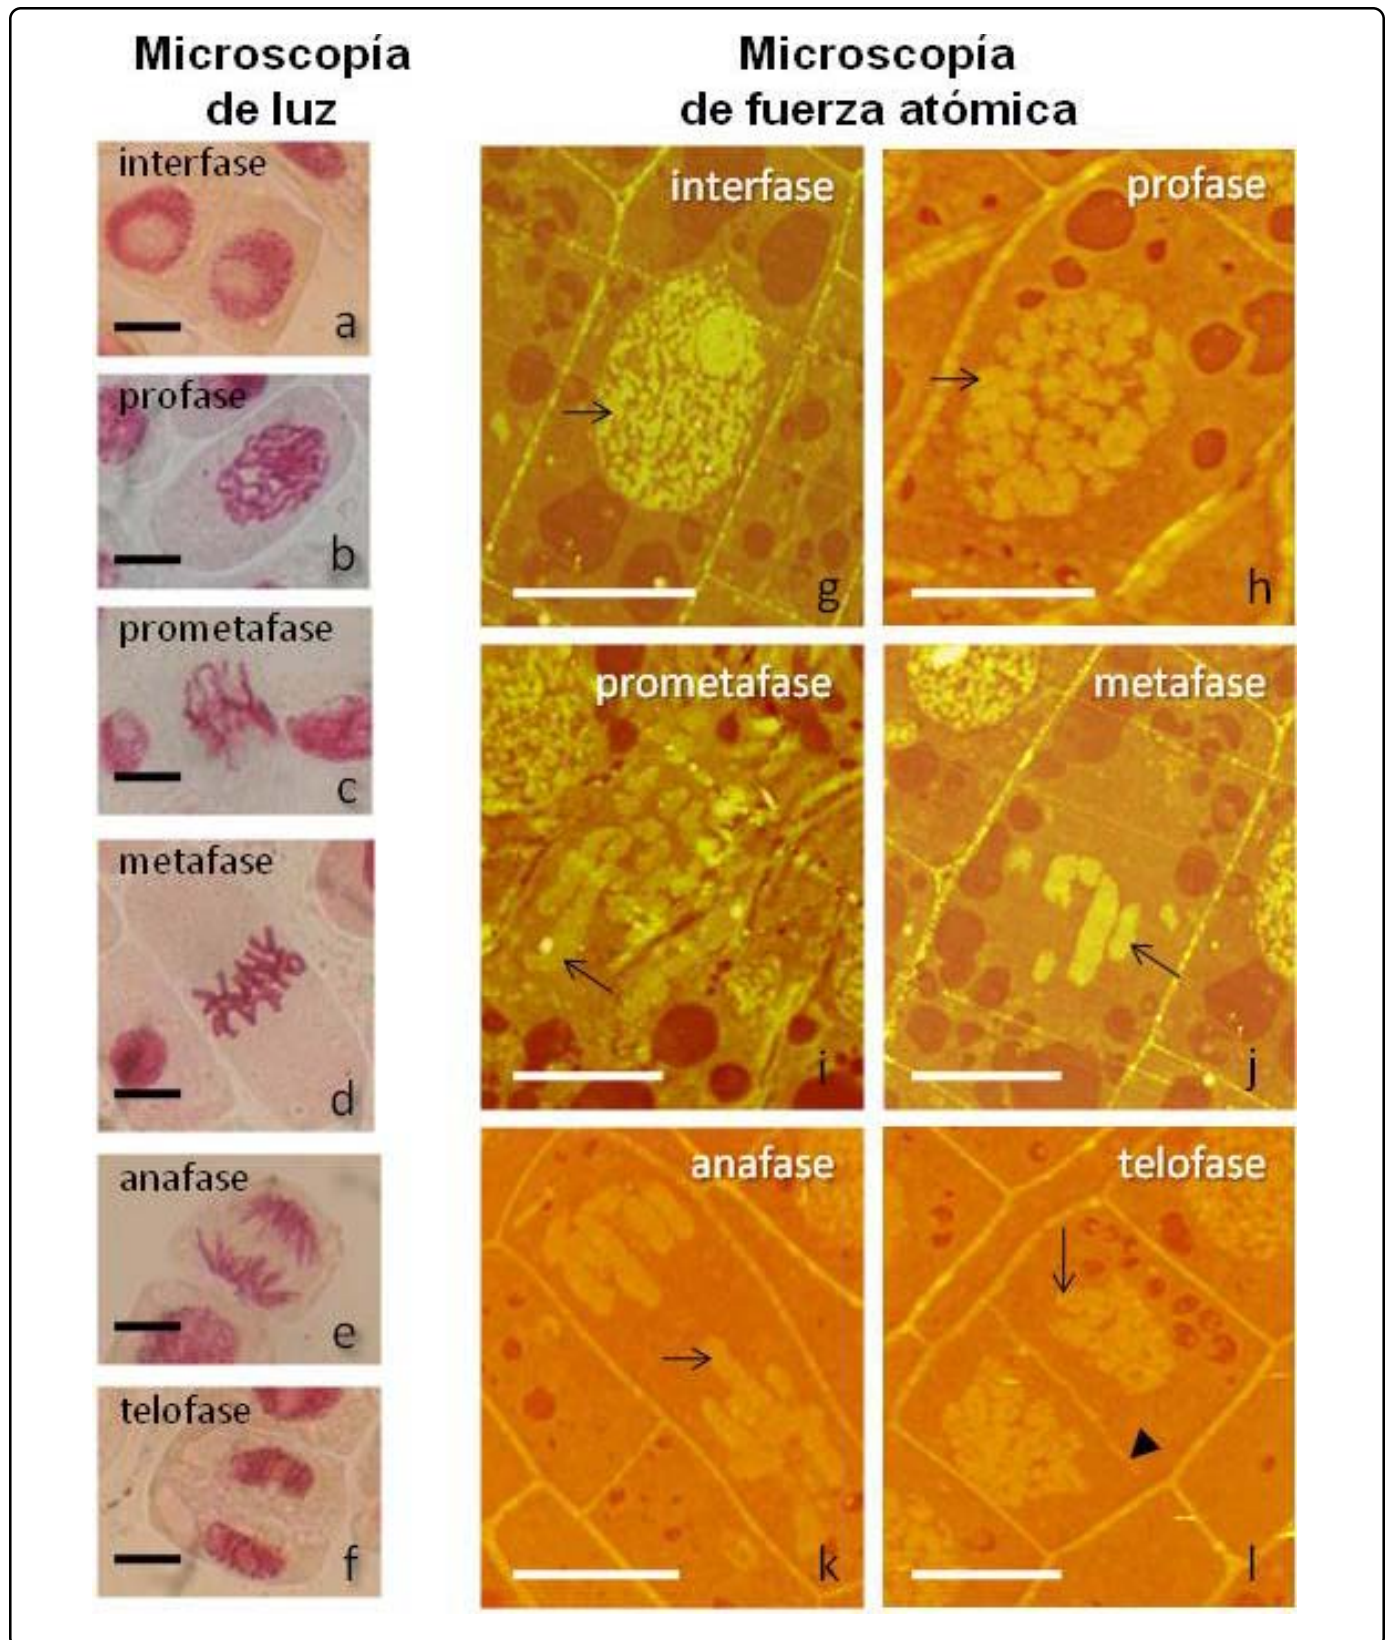 Microscopía
de luz
Microscopía
de fuerza atómica
interfase
a
profase
b
prometafase
c
metafase
d
anafase
e
telofase
f
interfase
g
profase
h
prometafase
i
metafase
j
anafase
k
telofase
l